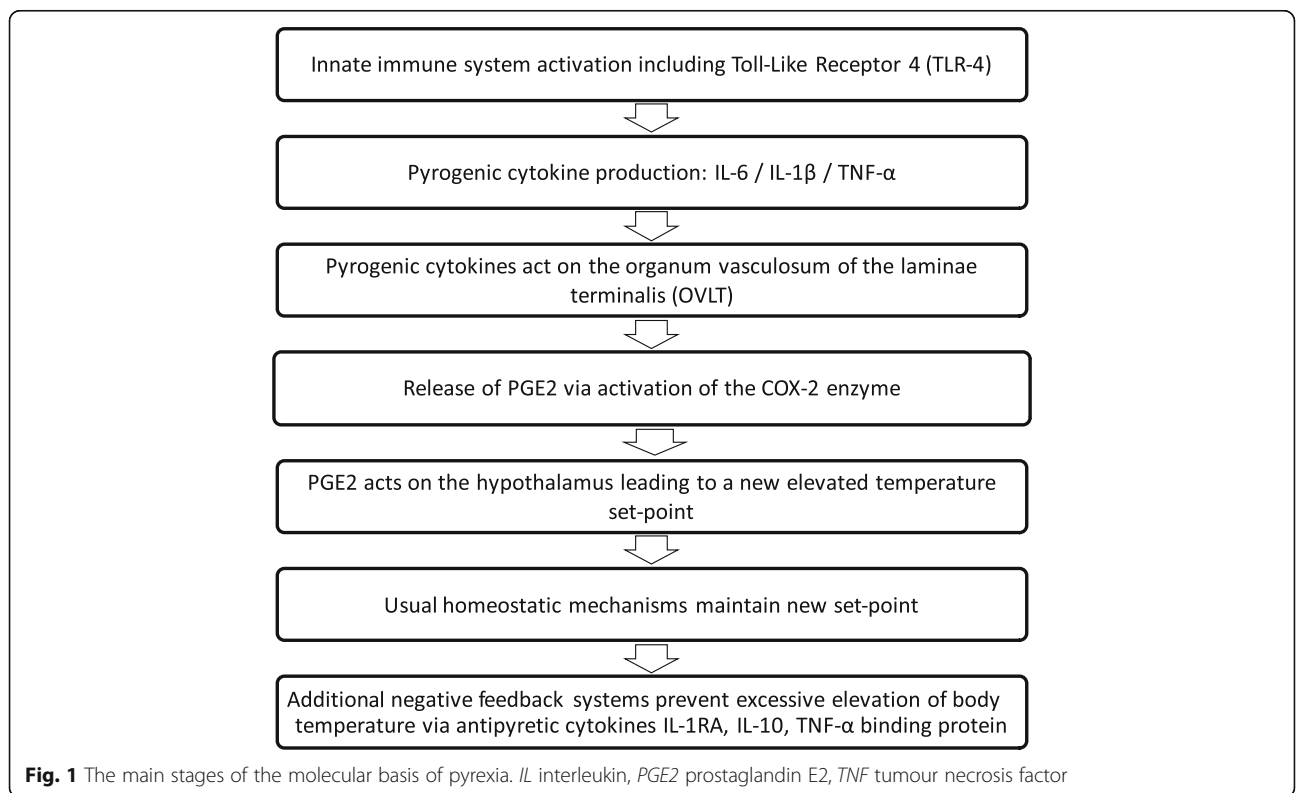 Innate immune system activation including Toll-Like Receptor 4 (TLR-4)
Pyrogenic cytokine production: IL-6 / IL-1β / TNF-α
Pyrogenic cytokines act on the organum vasculosum of the laminae
terminalis (OVLT)
Release of PGE2 via activation of the COX-2 enzyme
PGE2 acts on the hypothalamus leading to a new elevated temperature
set-point
Usual homeostatic mechanisms maintain new set-point
Additional negative feedback systems prevent excessive elevation of body
temperature via antipyretic cytokines IL-1RA, IL-10, TNF-α binding protein
Fig. 1 The main stages of the molecular basis of pyrexia. IL interleukin, PGE2 prostaglandin E2, TNF tumour necrosis factor